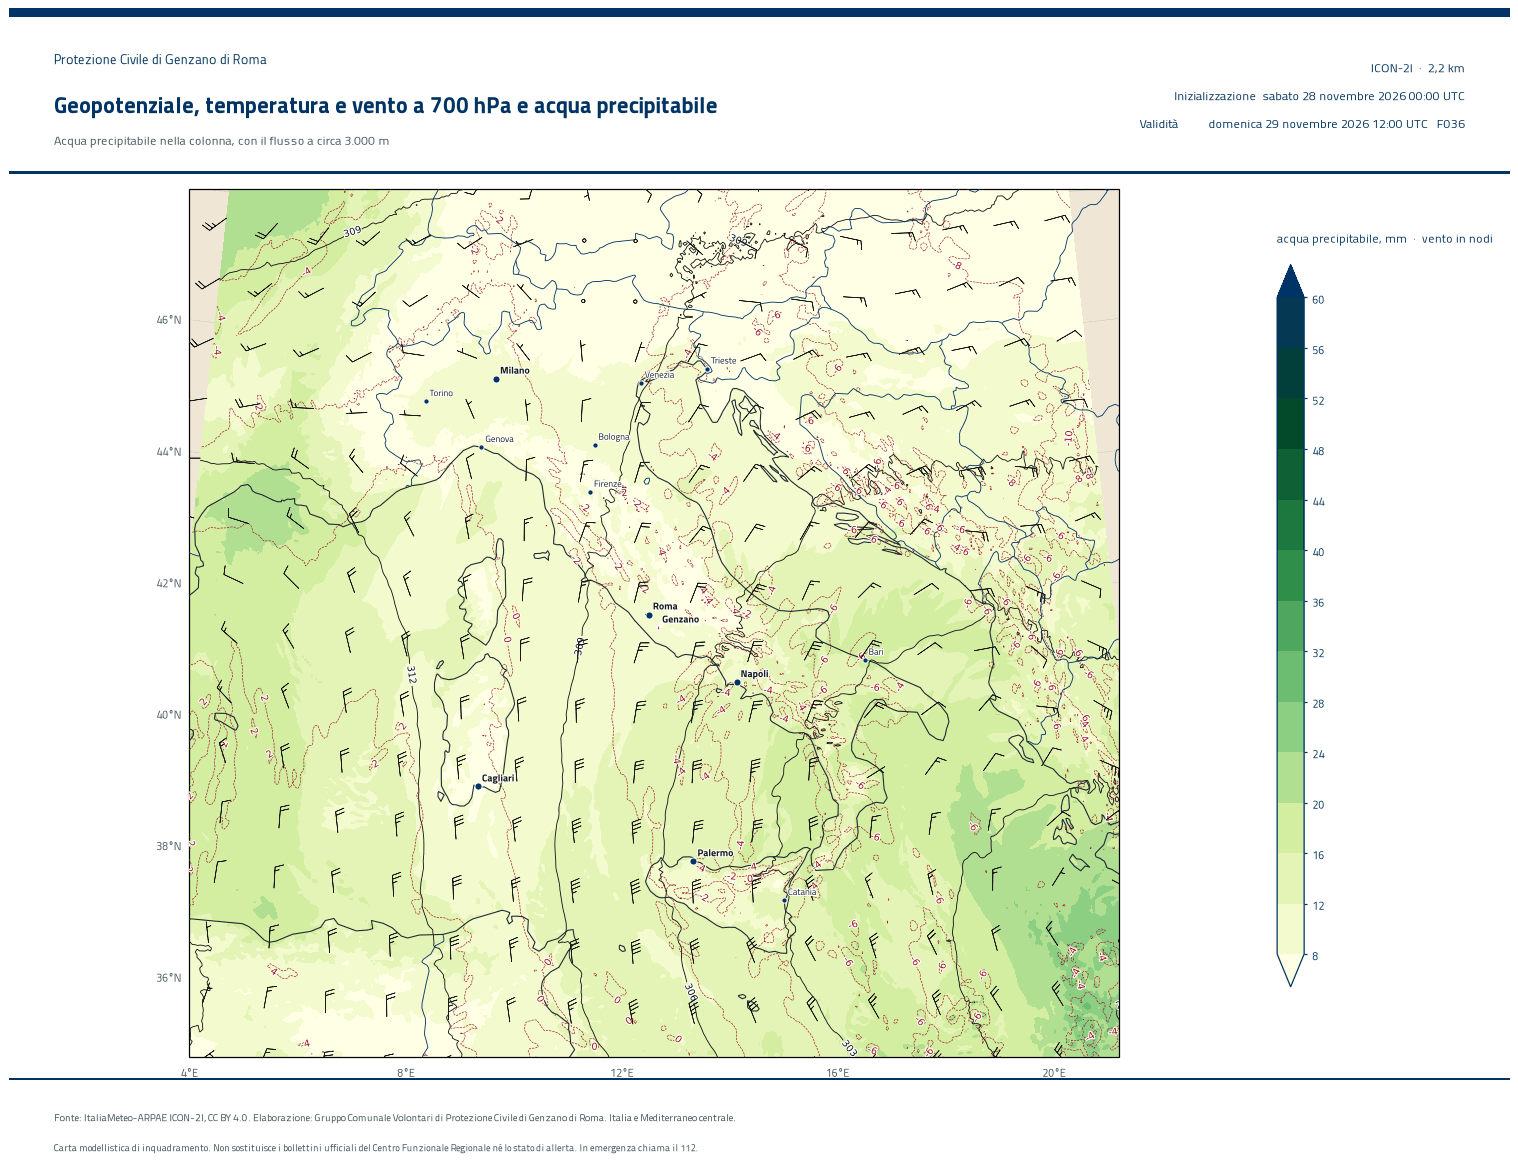 Protezione Civile di Genzano di Roma
Geopotenziale, temperatura e vento a 700 hPa e acqua precipitabile
Acqua precipitabile nella colonna, con il flusso a circa 3.000 m
ICON-2I · 2,2 km
Inizializzazione sabato 28 novembre 2026 00:00 UTC
Validità domenica 29 novembre 2026 12:00 UTC F036
acqua precipitabile, mm · vento in nodi
60
56
52
48
44
40
36
32
28
24
20
16
12
8
46°N
44°N
42°N
40°N
38°N
36°N
4°E
8°E
12°E
16°E
20°E
309
312
306
303
Milano
Torino
Venezia
Trieste
Genova
Bologna
Firenze
Roma
Genzano
Napoli
Bari
Cagliari
Palermo
Catania
Fonte: ItaliaMeteo-ARPAE ICON-2I, CC BY 4.0. Elaborazione: Gruppo Comunale Volontari di Protezione Civile di Genzano di Roma. Italia e Mediterraneo centrale.
Carta modellistica di inquadramento. Non sostituisce i bollettini ufficiali del Centro Funzionale Regionale né lo stato di allerta. In emergenza chiama il 112.